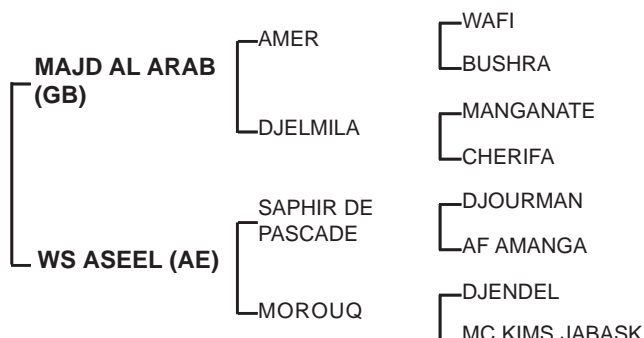 MAJD AL ARAB
(GB)
WS ASEEL (AE)
AMER
DJELMILA
SAPHIR DE
PASCADE
MOROUQ
WAFI
BUSHRA
MANGANATE
CHERIFA
DJOURMAN
AF AMANGA
DJENDEL
MC KIMS JABASK